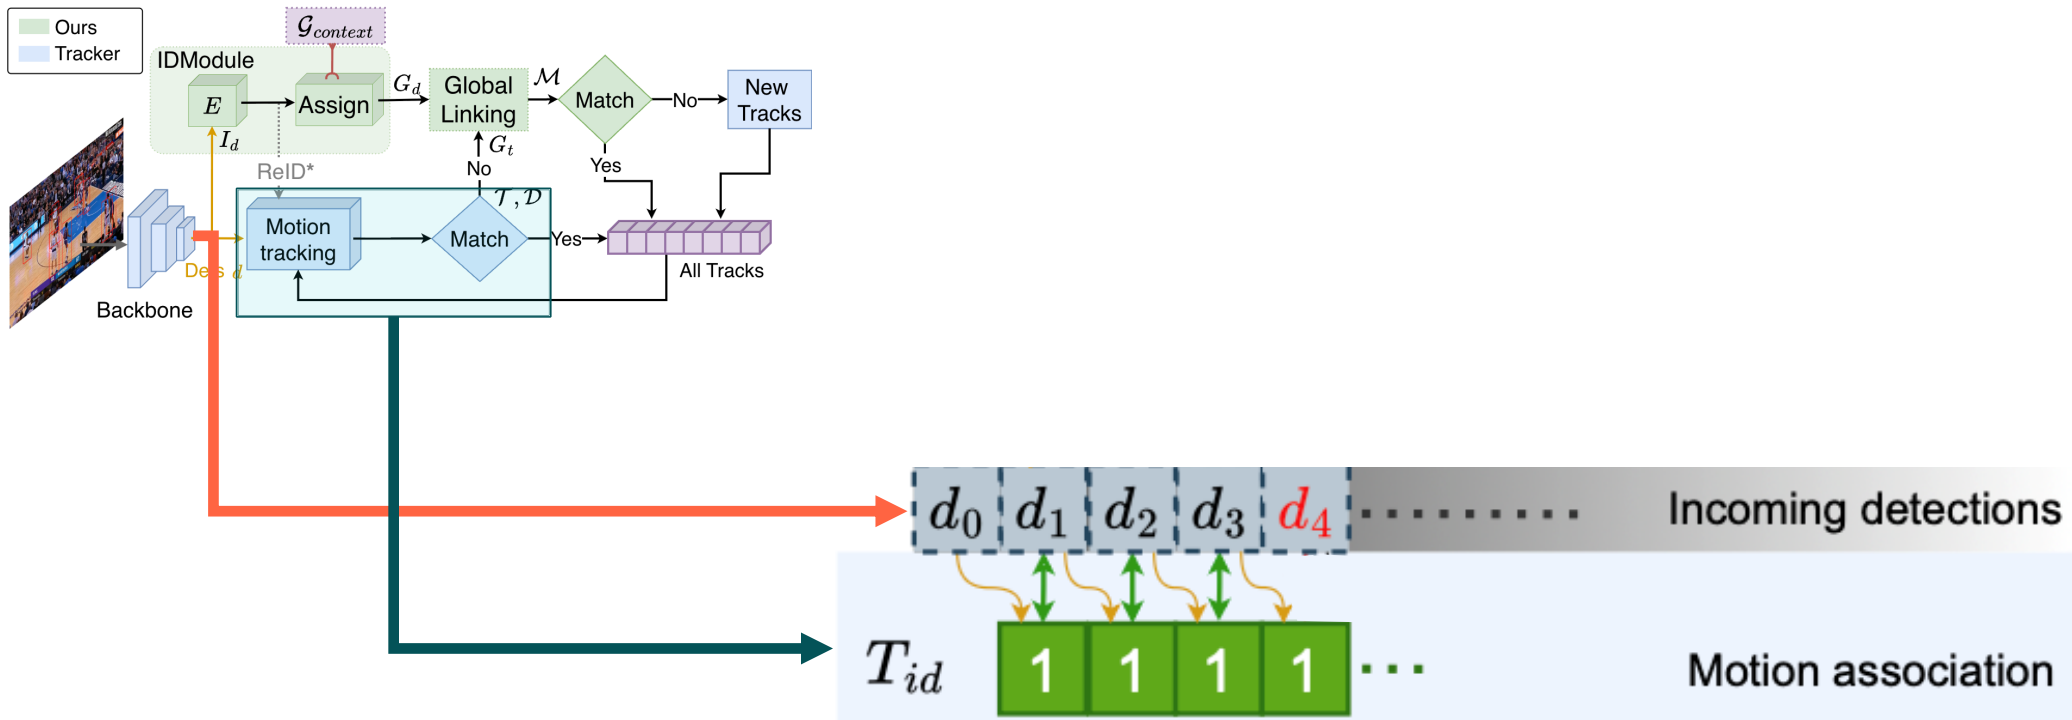 Ours
Tracker
𝒢context
IDModule
E
Assign
Gd
Global
Linking
ℳ
Match
No
New
Tracks
Id
ReID*
Gt
No
Yes
𝒯, 𝒟
Motion
tracking
Match
Yes
All Tracks
d
Backbone
d0 d1 d2 d3 d4 ......... Incoming detections
Tid 1 1 1 1 ... Motion association